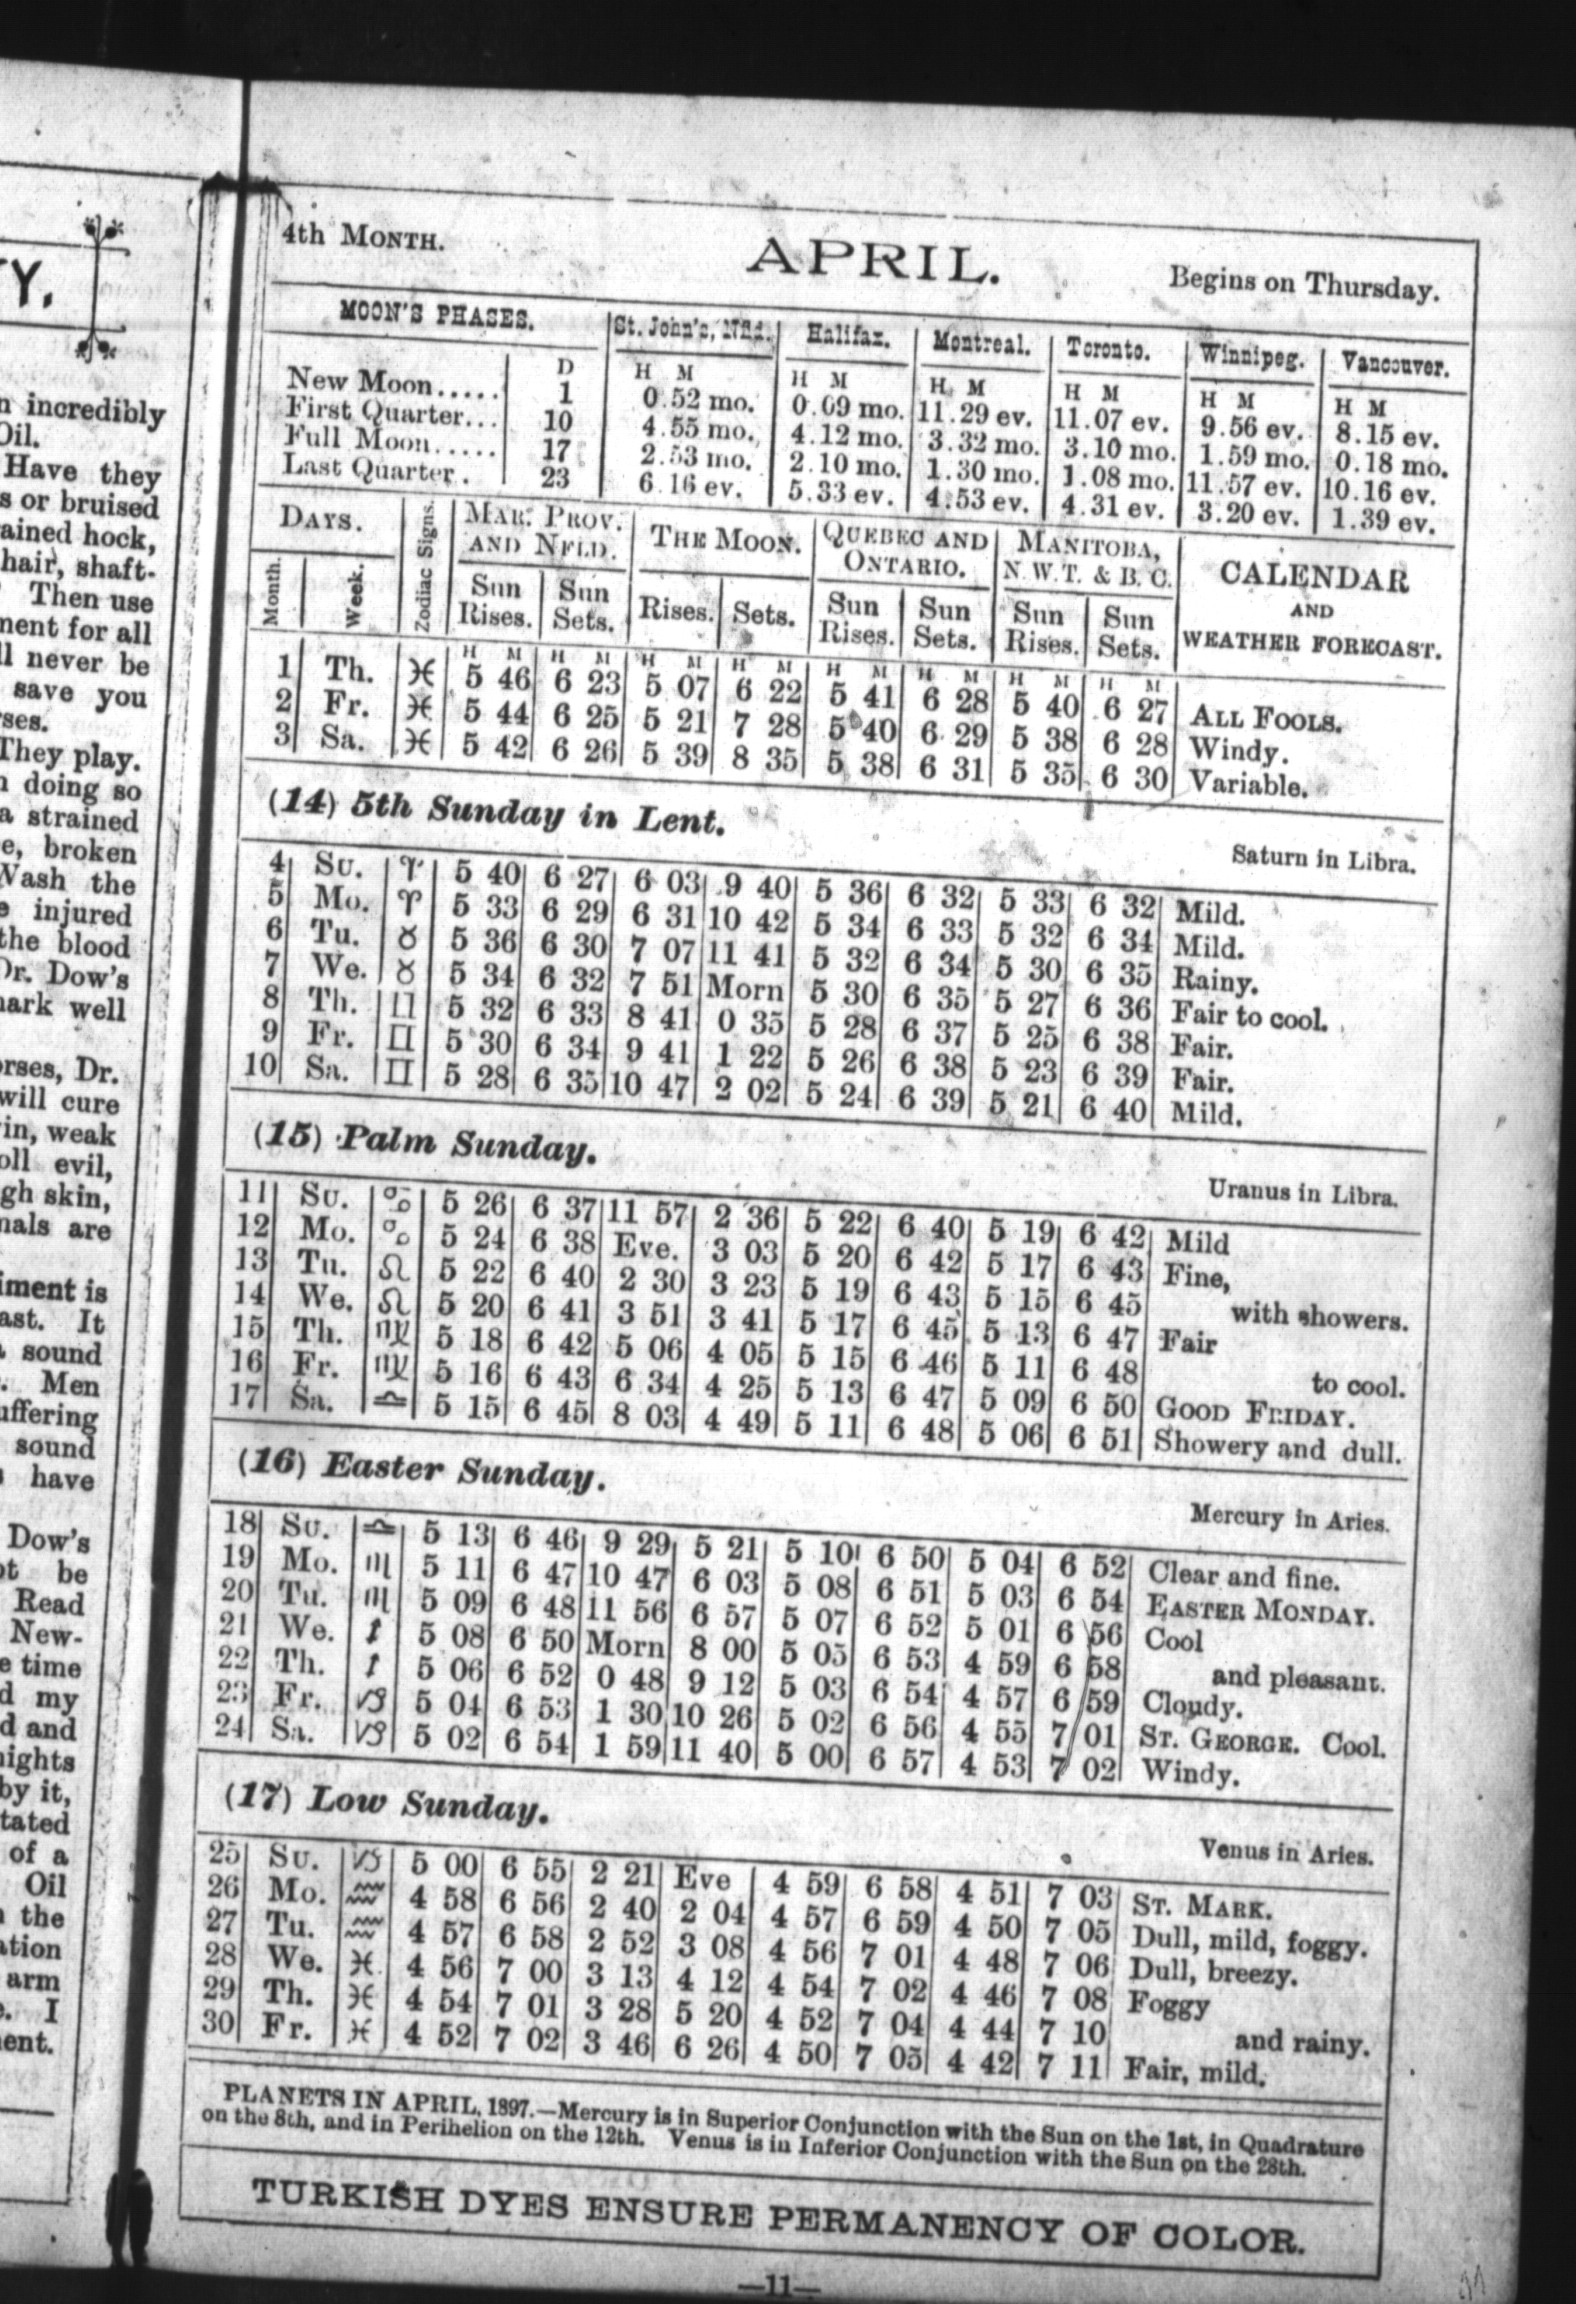 Y.
n incredibly
Oil.
Have they
s or bruised
ained hock,
hair, shaft-
Then use
ment for all
ll never be
save you
rses.
They play.
n doing so
a strained
e, broken
Wash the
e injured
the blood
Dr. Dow's
mark well
orses, Dr.
will cure
in, weak
oll evil,
gh skin,
mals are
iment is
ast. It
sound
. Men
uffering
sound
have
Dow's
ot be
Read
New-
e time
d my
d and
nights
by it,
tated
of a
Oil
the
ation
arm
. I
ent.
4th MONTH. APRIL. Begins on Thursday.
MOON'S PHASES. St. John's, Nfld. Halifax. Montreal. Toronto. Winnipeg. Vancouver.
D H M H M H M H M H M H M
New Moon..... 1 0.52 mo. 0.09 mo. 11.29 ev. 11.07 ev. 9.56 ev. 8.15 ev.
First Quarter... 10 4.55 mo. 4.12 mo. 3.32 mo. 3.10 mo. 1.59 mo. 0.18 mo.
Full Moon..... 17 2.53 mo. 2.10 mo. 1.30 mo. 1.08 mo. 11.57 ev. 10.16 ev.
Last Quarter.. 23 6.16 ev. 5.33 ev. 4.53 ev. 4.31 ev. 3.20 ev. 1.39 ev.
DAYS. Zodiac Signs. MAR. PROV. AND NFLD. THE MOON. QUEBEC AND ONTARIO. MANITOBA, N. W. T. & B. C. CALENDAR AND WEATHER FORECAST.
Month. Week. Sun Rises. Sun Sets. Rises. Sets. Sun Rises. Sun Sets. Sun Rises. Sun Sets.
H M H M H M H M H M H M H M H M
1 Th. ♓ 5 46 6 23 5 07 6 22 5 41 6 28 5 40 6 27 ALL FOOLS.
2 Fr. ♓ 5 44 6 25 5 21 7 28 5 40 6 29 5 38 6 28 Windy.
3 Sa. ♓ 5 42 6 26 5 39 8 35 5 38 6 31 5 35 6 30 Variable.
(14) 5th Sunday in Lent. Saturn in Libra.
4 SU. ♈ 5 40 6 27 6 03 9 40 5 36 6 32 5 33 6 32 Mild.
5 Mo. ♈ 5 33 6 29 6 31 10 42 5 34 6 33 5 32 6 34 Mild.
6 Tu. ♉ 5 36 6 30 7 07 11 41 5 32 6 34 5 30 6 35 Rainy.
7 We. ♉ 5 34 6 32 7 51 Morn 5 30 6 35 5 27 6 36 Fair to cool.
8 Th. ♊ 5 32 6 33 8 41 0 35 5 28 6 37 5 25 6 38 Fair.
9 Fr. ♊ 5 30 6 34 9 41 1 22 5 26 6 38 5 23 6 39 Fair.
10 Sa. ♊ 5 28 6 35 10 47 2 02 5 24 6 39 5 21 6 40 Mild.
(15) Palm Sunday. Uranus in Libra.
11 SU. ♋ 5 26 6 37 11 57 2 36 5 22 6 40 5 19 6 42 Mild
12 Mo. ♋ 5 24 6 38 Eve. 3 03 5 20 6 42 5 17 6 43 Fine,
13 Tu. ♌ 5 22 6 40 2 30 3 23 5 19 6 43 5 15 6 45 with showers.
14 We. ♌ 5 20 6 41 3 51 3 41 5 17 6 45 5 13 6 47 Fair
15 Th. ♍ 5 18 6 42 5 06 4 05 5 15 6 46 5 11 6 48 to cool.
16 Fr. ♍ 5 16 6 43 6 34 4 25 5 13 6 47 5 09 6 50 GOOD FRIDAY.
17 Sa. ♎ 5 15 6 45 8 03 4 49 5 11 6 48 5 06 6 51 Showery and dull.
(16) Easter Sunday. Mercury in Aries.
18 SU. ♎ 5 13 6 46 9 29 5 21 5 10 6 50 5 04 6 52 Clear and fine.
19 Mo. ♏ 5 11 6 47 10 47 6 03 5 08 6 51 5 03 6 54 EASTER MONDAY.
20 Tu. ♏ 5 09 6 48 11 56 6 57 5 07 6 52 5 01 6 56 Cool
21 We. ♐ 5 08 6 50 Morn 8 00 5 05 6 53 4 59 6 58 and pleasant.
22 Th. ♐ 5 06 6 52 0 48 9 12 5 03 6 54 4 57 6 59 Cloudy.
23 Fr. ♑ 5 04 6 53 1 30 10 26 5 02 6 56 4 55 7 01 ST. GEORGE. Cool.
24 Sa. ♑ 5 02 6 54 1 59 11 40 5 00 6 57 4 53 7 02 Windy.
(17) Low Sunday. Venus in Aries.
25 SU. ♑ 5 00 6 55 2 21 Eve 4 59 6 58 4 51 7 03 ST. MARK.
26 Mo. ♒ 4 58 6 56 2 40 2 04 4 57 6 59 4 50 7 05 Dull, mild, foggy.
27 Tu. ♒ 4 57 6 58 2 52 3 08 4 56 7 01 4 48 7 06 Dull, breezy.
28 We. ♓ 4 56 7 00 3 13 4 12 4 54 7 02 4 46 7 08 Foggy
29 Th. ♓ 4 54 7 01 3 28 5 20 4 52 7 04 4 44 7 10 and rainy.
30 Fr. ♓ 4 52 7 02 3 46 6 26 4 50 7 05 4 42 7 11 Fair, mild.
PLANETS IN APRIL, 1897.—Mercury is in Superior Conjunction with the Sun on the 1st, in Quadrature
on the 8th, and in Perihelion on the 12th. Venus is in Inferior Conjunction with the Sun on the 28th.
TURKISH DYES ENSURE PERMANENCY OF COLOR.
—11—